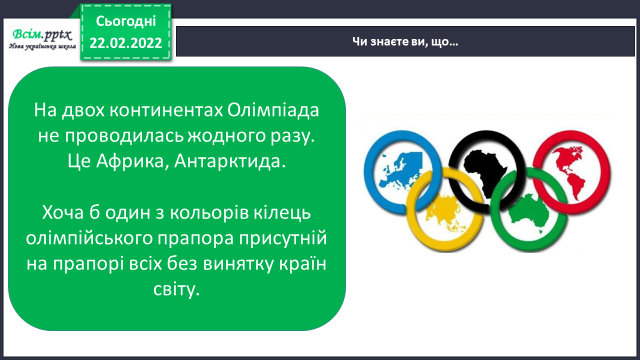 Всім.pptx
Нова українська школа
Сьогодні
22.02.2022
Чи знаєте ви, що…
На двох континентах Олімпіада
не проводилась жодного разу.
Це Африка, Антарктида.
Хоча б один з кольорів кілець
олімпійського прапора присутній
на прапорі всіх без винятку країн
світу.